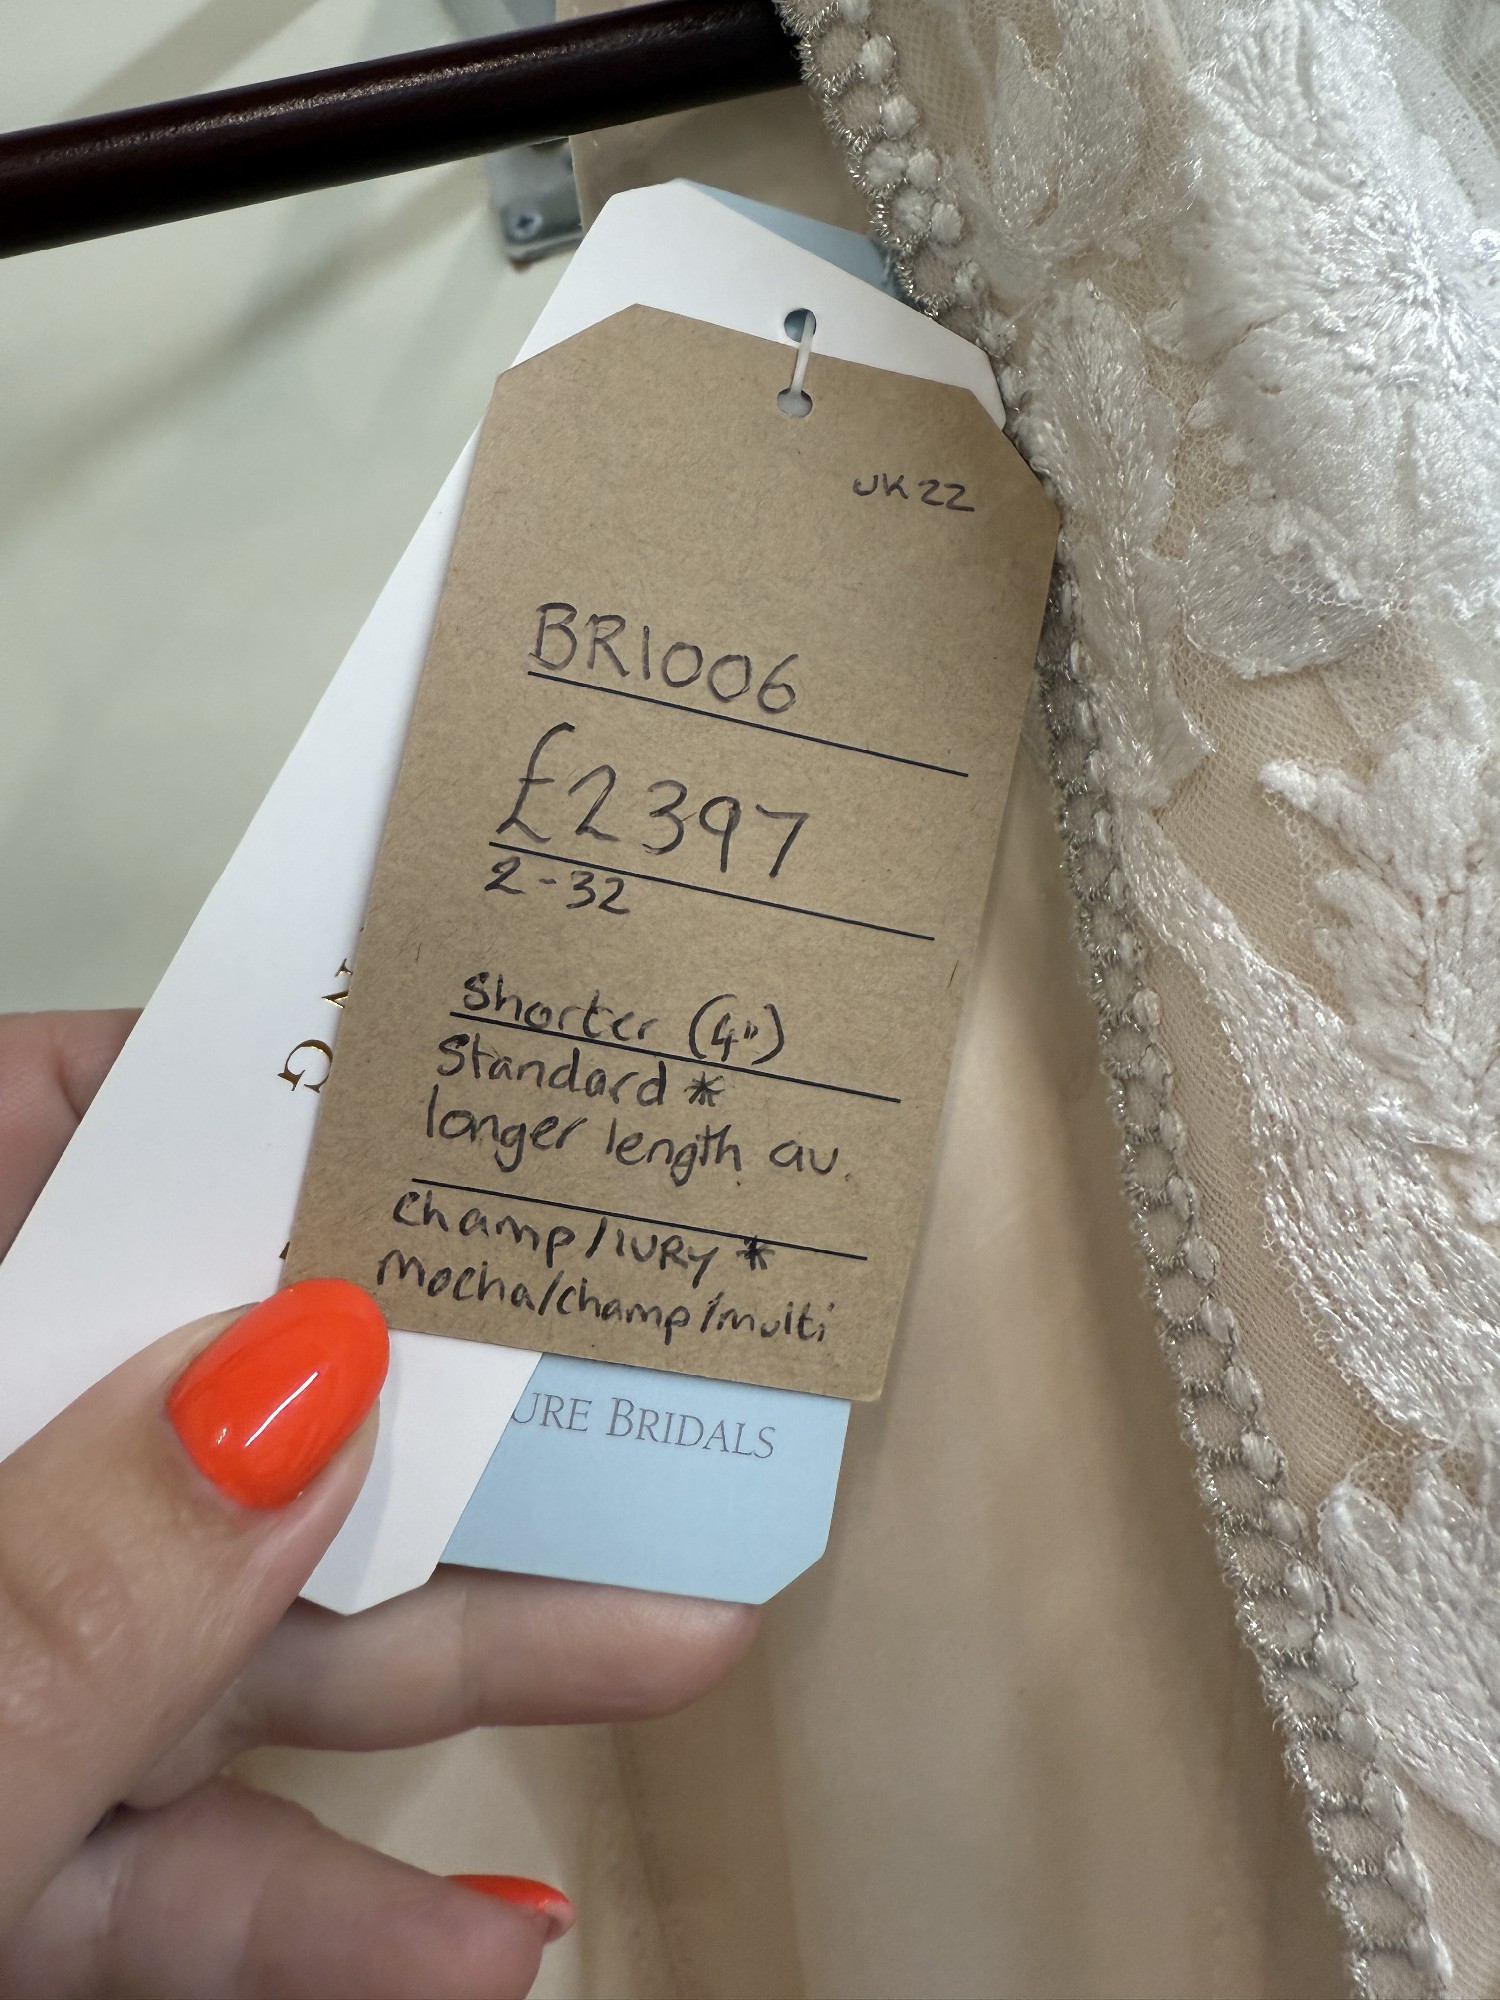 UK 22
BR1006
£2397
2-32
Shorter (4")
Standard *
longer length av.
Champ/IVRY *
Mocha/Champ/multi
URE BRIDALS
N
G